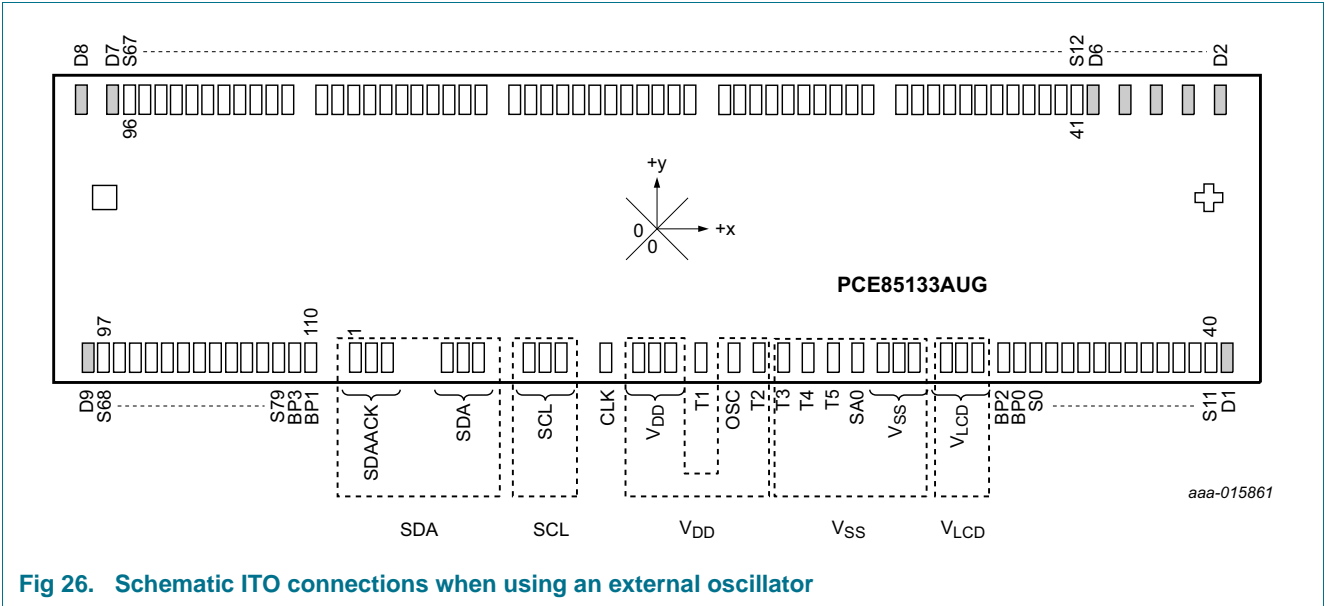 D8 D7 S67 S12 D6 D2
96 41
+y
0 +x
0
PCE85133AUG
97 110 1 40
D9 S68 S79 BP3 BP1 SDAACK SDA SCL CLK VDD T1 OSC T2 T3 T4 T5 SA0 VSS VLCD BP2 BP0 S0 S11 D1
aaa-015861
SDA SCL VDD VSS VLCD
Fig 26. Schematic ITO connections when using an external oscillator